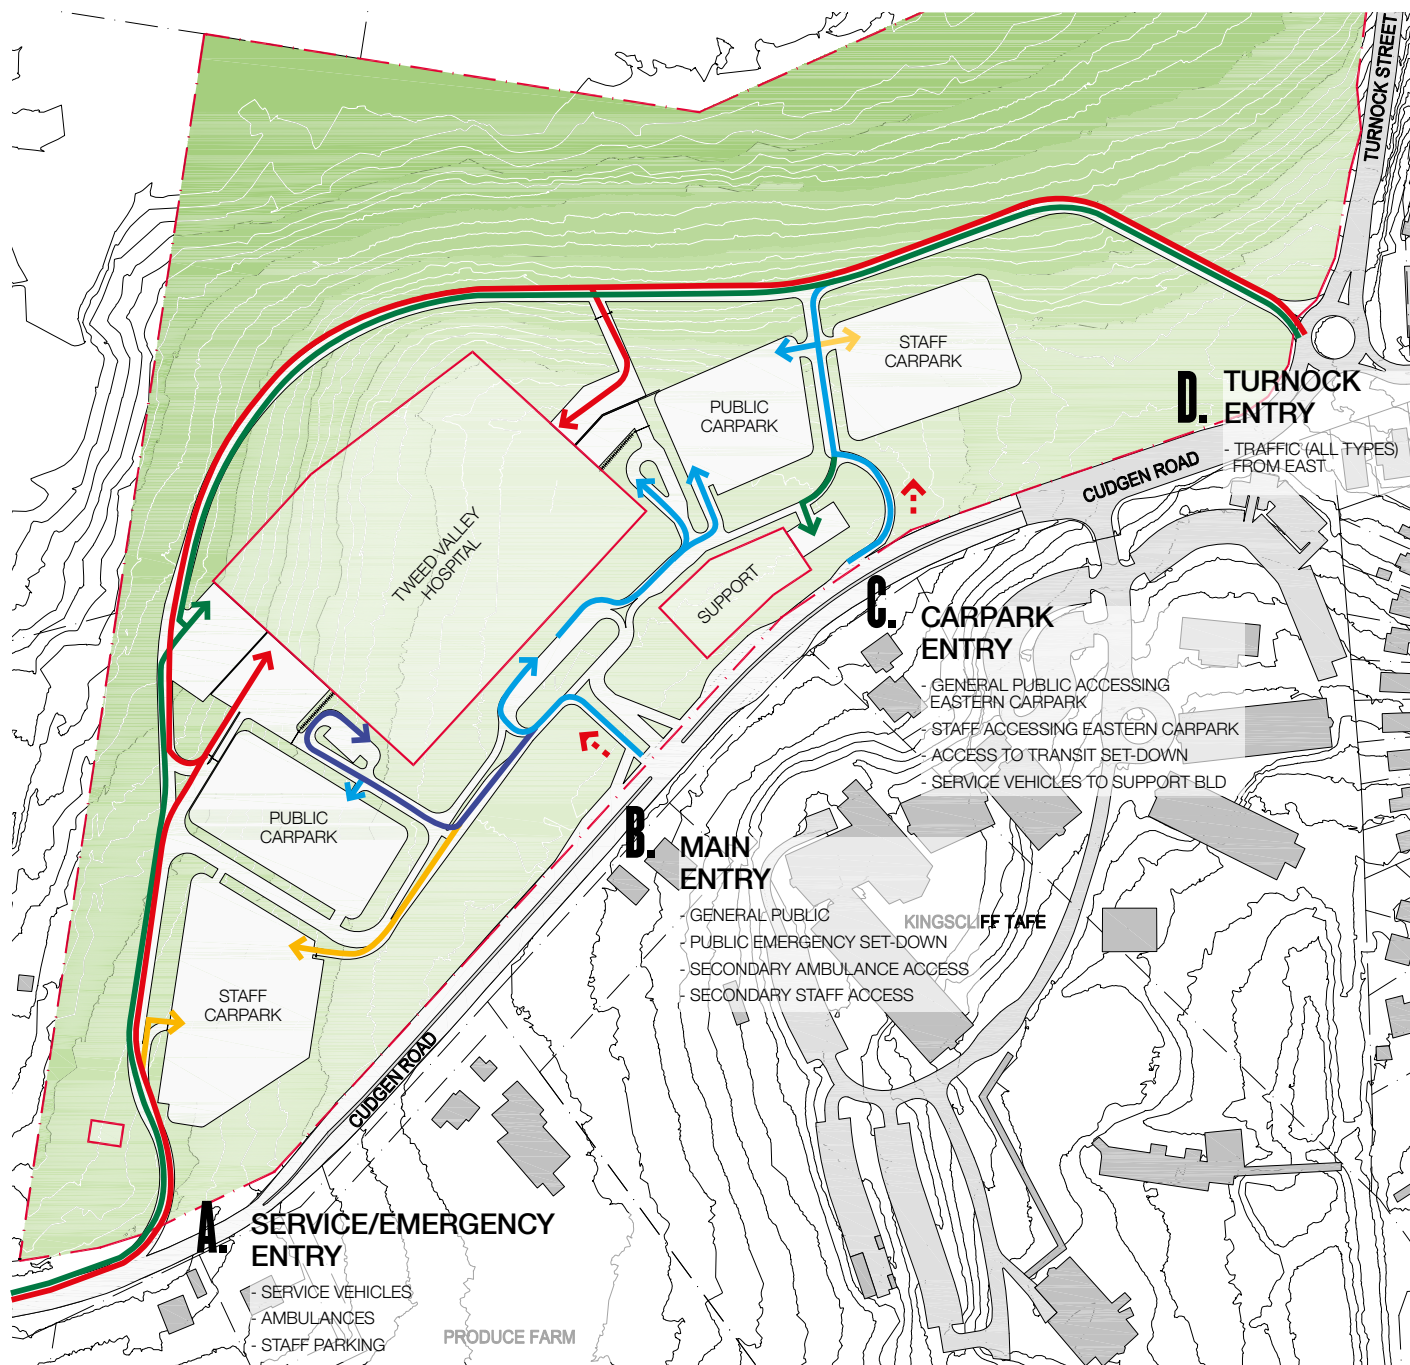 TURNOCK STREET
STAFF
CARPARK
PUBLIC
CARPARK
D.
TURNOCK
ENTRY
- TRAFFIC (ALL TYPES)
FROM EAST
CUDGEN ROAD
TWEED VALLEY
HOSPITAL
SUPPORT
C.
CARPARK
ENTRY
- GENERAL PUBLIC ACCESSING
EASTERN CARPARK
- STAFF ACCESSING EASTERN CARPARK
- ACCESS TO TRANSIT SET-DOWN
- SERVICE VEHICLES TO SUPPORT BLD
PUBLIC
CARPARK
B.
MAIN
ENTRY
- GENERAL PUBLIC
- PUBLIC EMERGENCY SET-DOWN
- SECONDARY AMBULANCE ACCESS
- SECONDARY STAFF ACCESS
KINGSCLIFF TAFE
STAFF
CARPARK
CUDGEN ROAD
A.
SERVICE/EMERGENCY
ENTRY
- SERVICE VEHICLES
- AMBULANCES
- STAFF PARKING
PRODUCE FARM